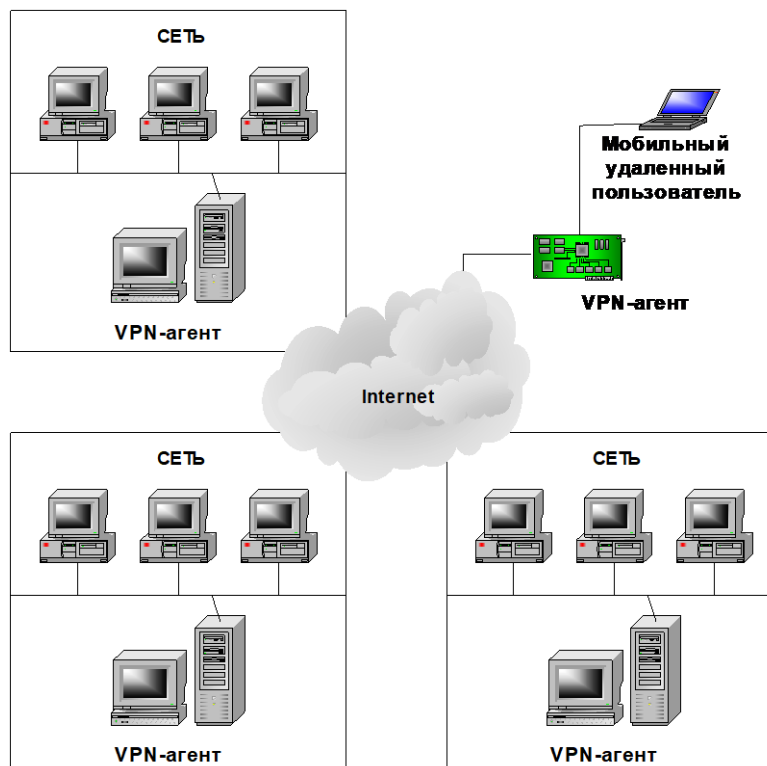 СЕТЬ
Мобильный
удаленный
пользователь
VPN-агент
VPN-агент
Internet
СЕТЬ
СЕТЬ
VPN-агент
VPN-агент